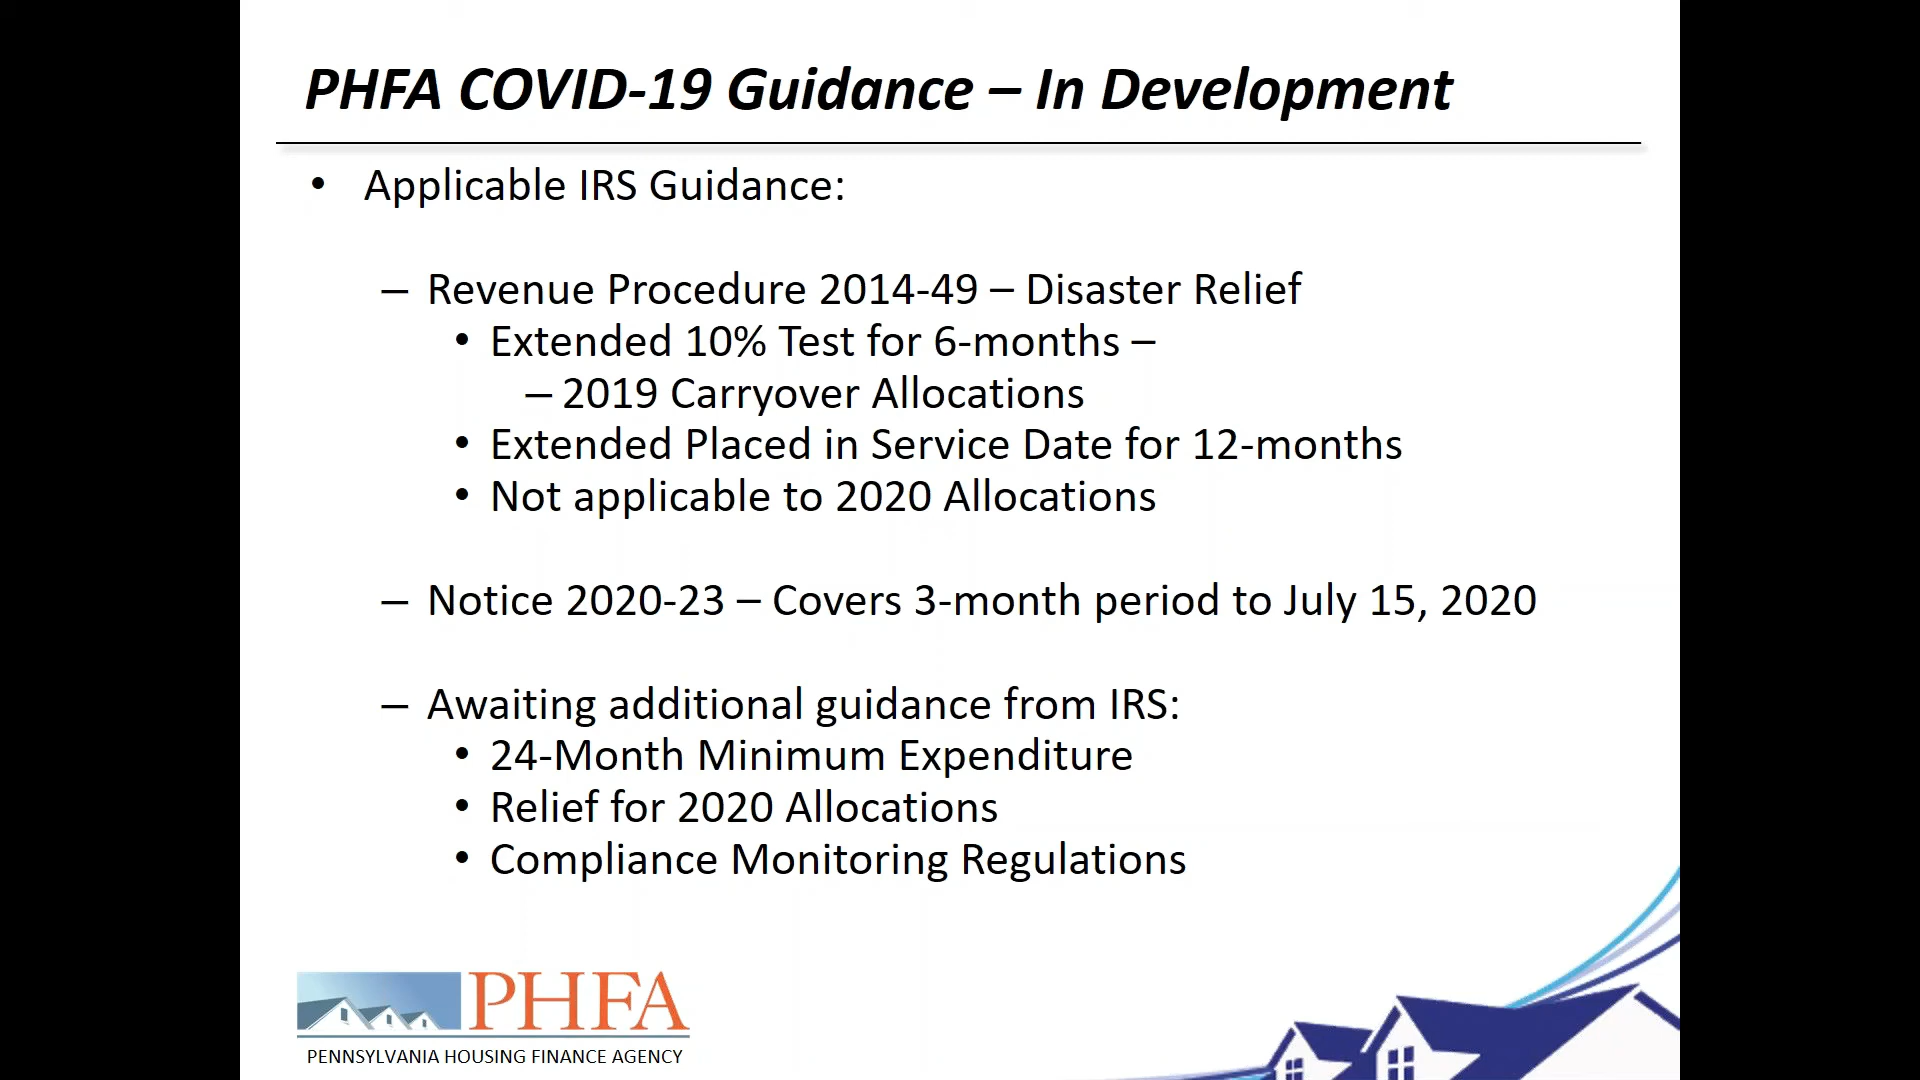 PHFA COVID-19 Guidance – In Development
• Applicable IRS Guidance:
– Revenue Procedure 2014-49 – Disaster Relief
• Extended 10% Test for 6-months –
– 2019 Carryover Allocations
• Extended Placed in Service Date for 12-months
• Not applicable to 2020 Allocations
– Notice 2020-23 – Covers 3-month period to July 15, 2020
– Awaiting additional guidance from IRS:
• 24-Month Minimum Expenditure
• Relief for 2020 Allocations
• Compliance Monitoring Regulations
PHFA
PENNSYLVANIA HOUSING FINANCE AGENCY